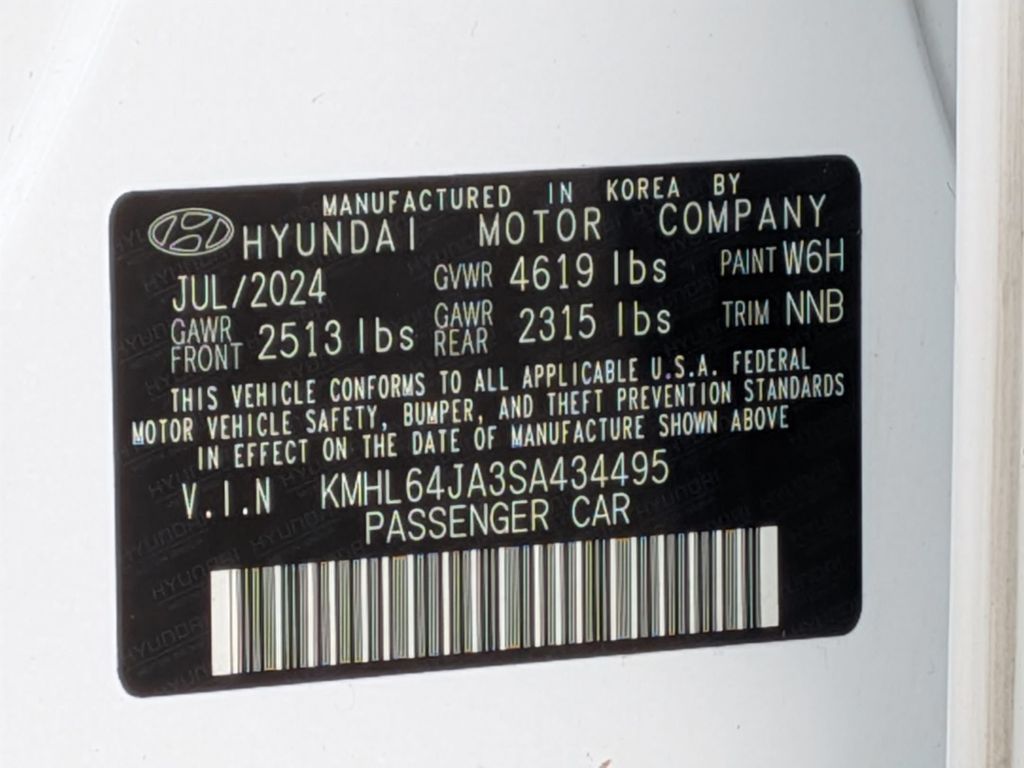 MANUFACTURED IN KOREA BY
HYUNDAI MOTOR COMPANY
JUL/2024 GVWR 4619 lbs PAINT W6H
GAWR FRONT 2513 lbs GAWR REAR 2315 lbs TRIM NNB
THIS VEHICLE CONFORMS TO ALL APPLICABLE U.S.A. FEDERAL
MOTOR VEHICLE SAFETY, BUMPER, AND THEFT PREVENTION STANDARDS
IN EFFECT ON THE DATE OF MANUFACTURE SHOWN ABOVE
V.I.N KMHL64JA3SA434495
PASSENGER CAR